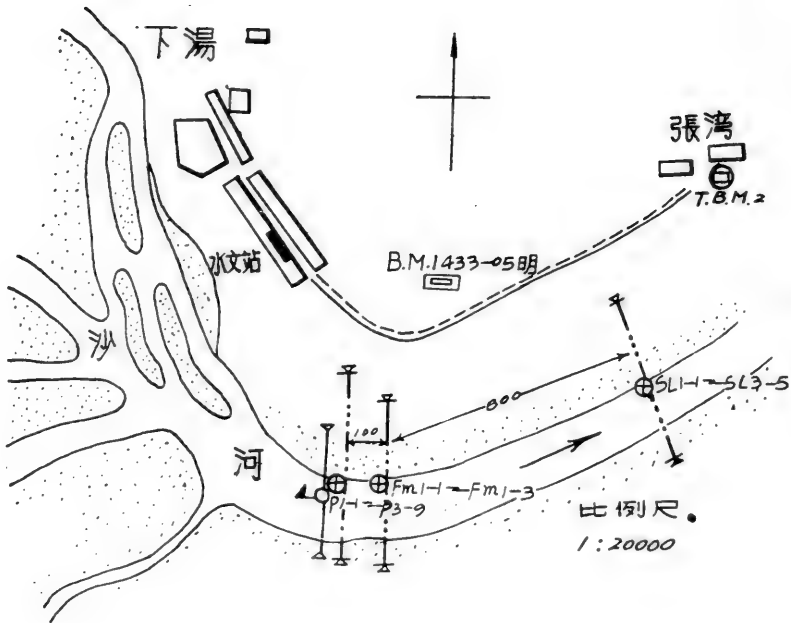 下湯
張湾
T.B.M.2
水文站
B.M.1433-05明
沙
河
SL1-1=SL3-5
800
100
Fm1-1=Fm1-3
P1-1=P3-9
比例尺.
1:20000